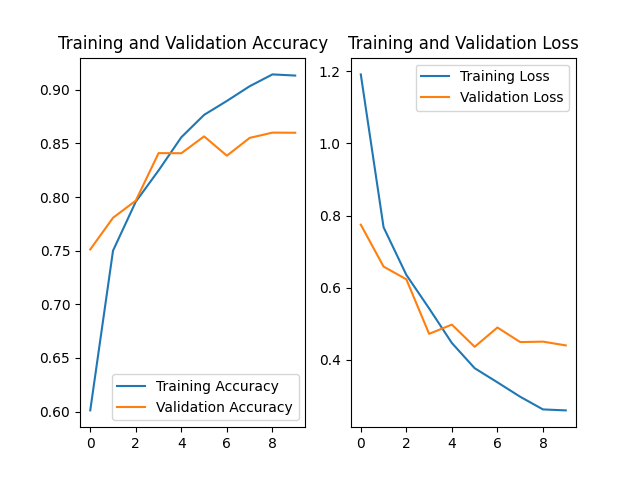 Training and Validation Accuracy
0.90
0.85
0.80
0.75
0.70
0.65
0.60
0 2 4 6 8
Training Accuracy
Validation Accuracy
Training and Validation Loss
1.2
1.0
0.8
0.6
0.4
0 2 4 6 8
Training Loss
Validation Loss